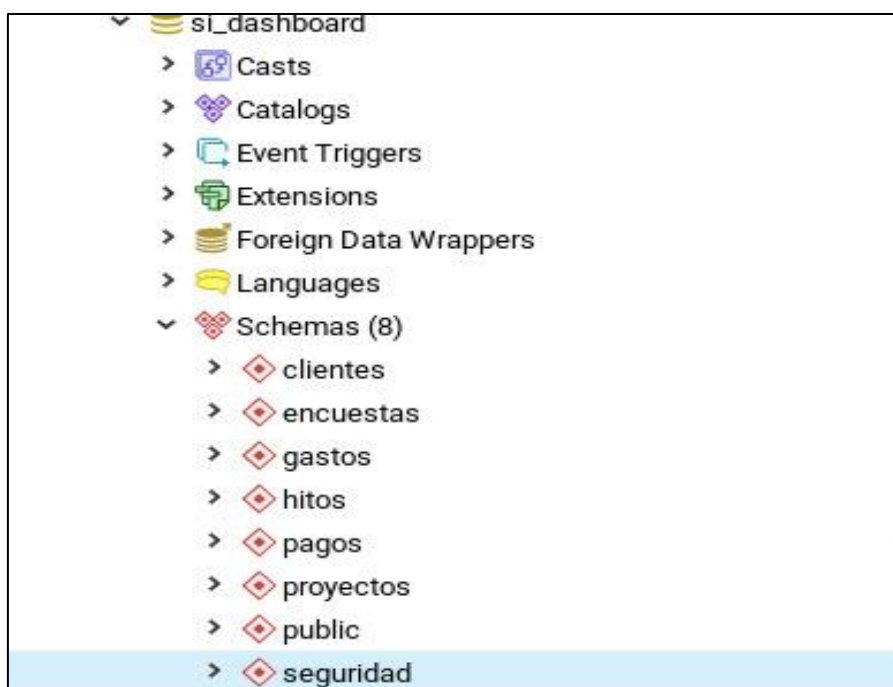 si_dashboard
Casts
Catalogs
Event Triggers
Extensions
Foreign Data Wrappers
Languages
Schemas (8)
clientes
encuestas
gastos
hitos
pagos
proyectos
public
seguridad